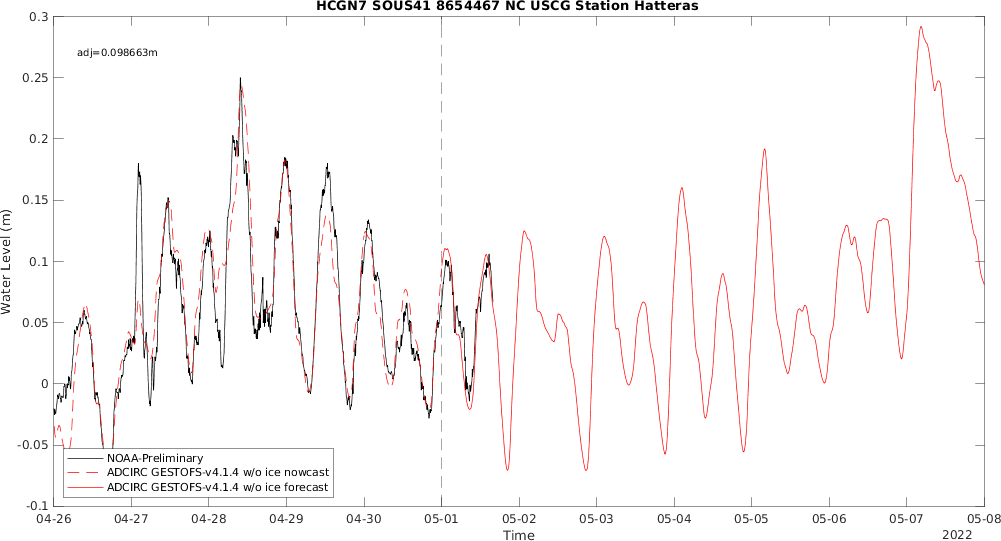 HCGN7 SOUS41 8654467 NC USCG Station Hatteras
adj=0.098663m
Water Level (m)
0.3
0.25
0.2
0.15
0.1
0.05
0
-0.05
-0.1
NOAA-Preliminary
ADCIRC GESTOFS-v4.1.4 w/o ice nowcast
ADCIRC GESTOFS-v4.1.4 w/o ice forecast
04-26 04-27 04-28 04-29 04-30 05-01 05-02 05-03 05-04 05-05 05-06 05-07 05-08
Time
2022